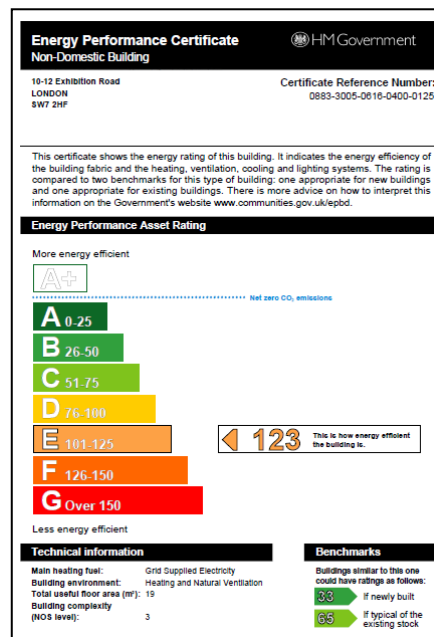 Energy Performance Certificate
HM Government
Non-Domestic Building
10-12 Exhibition Road
LONDON
SW7 2HF
Certificate Reference Number:
0883-3005-0616-0400-0125
This certificate shows the energy rating of this building. It indicates the energy efficiency of
the building fabric and the heating, ventilation, cooling and lighting systems. The rating is
compared to two benchmarks for this type of building: one appropriate for new buildings
and one appropriate for existing buildings. There is more advice on how to interpret this
information on the Government's website www.communities.gov.uk/epbd.
Energy Performance Asset Rating
More energy efficient
A+
Net zero CO₂ emissions
A 0-25
B 26-50
C 51-75
D 76-100
E 101-125
123
This is how energy efficient
the building is.
F 126-150
G Over 150
Less energy efficient
Technical information
Main heating fuel: Grid Supplied Electricity
Building environment: Heating and Natural Ventilation
Total useful floor area (m²): 19
Building complexity
(NOS level): 3
Benchmarks
Buildings similar to this one
could have ratings as follows:
33 If newly built
65 If typical of the
existing stock